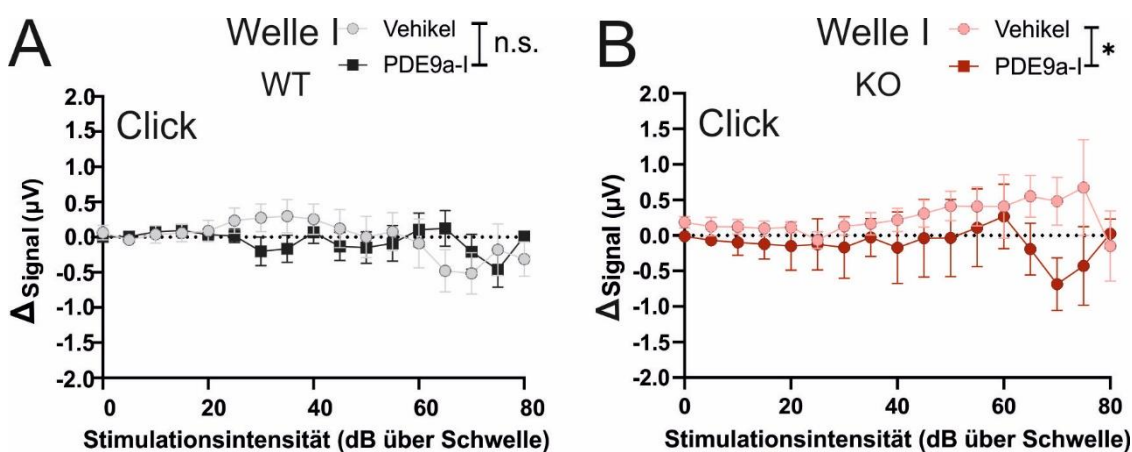 A
Welle I
Vehikel
PDE9a-I
n.s.
WT
Click
2.0
1.5
1.0
0.5
0.0
-0.5
-1.0
-1.5
-2.0
Δ Signal (µV)
0 20 40 60 80
Stimulationsintensität (dB über Schwelle)
B
Welle I
Vehikel
PDE9a-I
*
KO
Click
2.0
1.5
1.0
0.5
0.0
-0.5
-1.0
-1.5
-2.0
Δ Signal (µV)
0 20 40 60 80
Stimulationsintensität (dB über Schwelle)